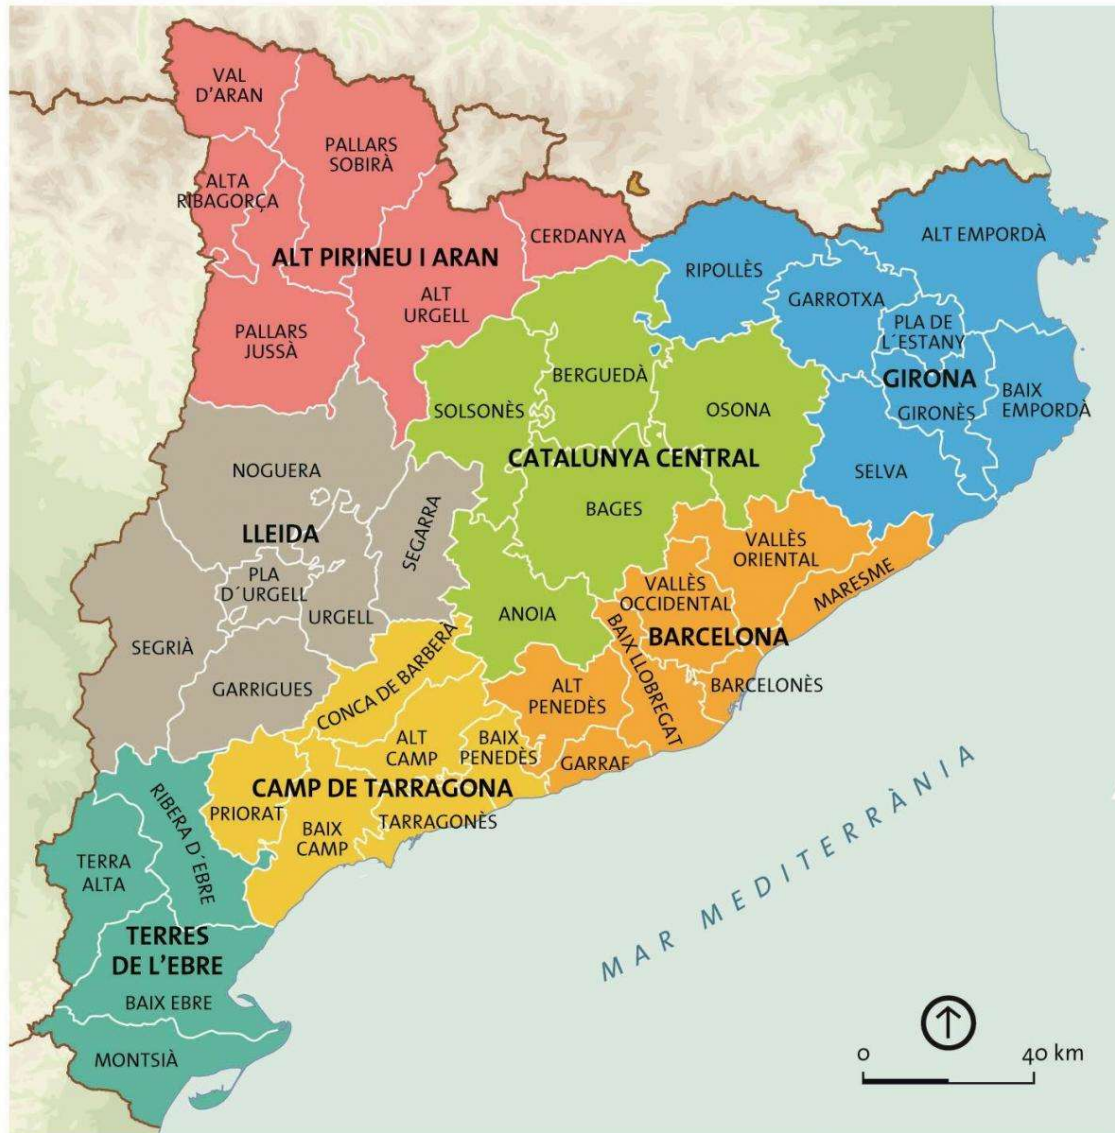 VAL
D'ARAN
PALLARS
SOBIRÀ
ALTA
RIBAGORÇA
ALT PIRINEU I ARAN
CERDANYA
ALT
URGELL
PALLARS
JUSSÀ
RIPOLLÈS
ALT EMPORDÀ
GARROTXA
PLA DE
L´ESTANY
GIRONA
GIRONÈS
BAIX
EMPORDÀ
SELVA
BERGUEDÀ
SOLSONÈS
OSONA
CATALUNYA CENTRAL
BAGES
ANOIA
NOGUERA
LLEIDA
SEGARRA
PLA
D´URGELL
URGELL
SEGRIÀ
GARRIGUES
VALLÈS
ORIENTAL
VALLÈS
OCCIDENTAL
MARESME
BARCELONA
BAIX LLOBREGAT
BARCELONÈS
ALT
PENEDÈS
GARRAF
CONCA DE BARBERÀ
ALT
CAMP
BAIX
PENEDÈS
CAMP DE TARRAGONA
PRIORAT
BAIX
CAMP
TARRAGONÈS
RIBERA D´EBRE
TERRA
ALTA
TERRES
DE L'EBRE
BAIX EBRE
MONTSIÀ
MAR MEDITERRÀNIA
0 40 km